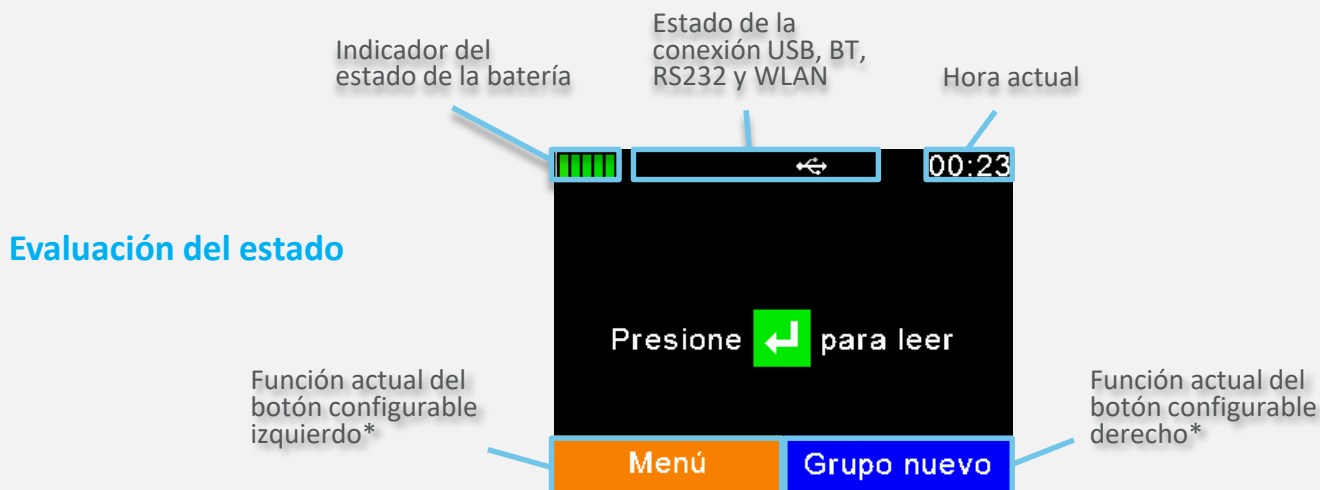 Estado de la
conexión USB, BT,
RS232 y WLAN
Indicador del
estado de la batería
Hora actual
00:23
Evaluación del estado
Presione para leer
Función actual del
botón configurable
izquierdo*
Función actual del
botón configurable
derecho*
Menú
Grupo nuevo